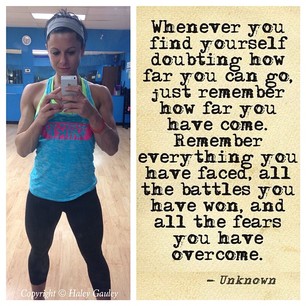 Whenever you
find yourself
doubting how
far you can go,
just remember
how far you
have come.
Remember
everything you
have faced, all
the battles you
have won, and
all the fears
you have
overcome.
– Unknown
Copyright © Haley Gauley